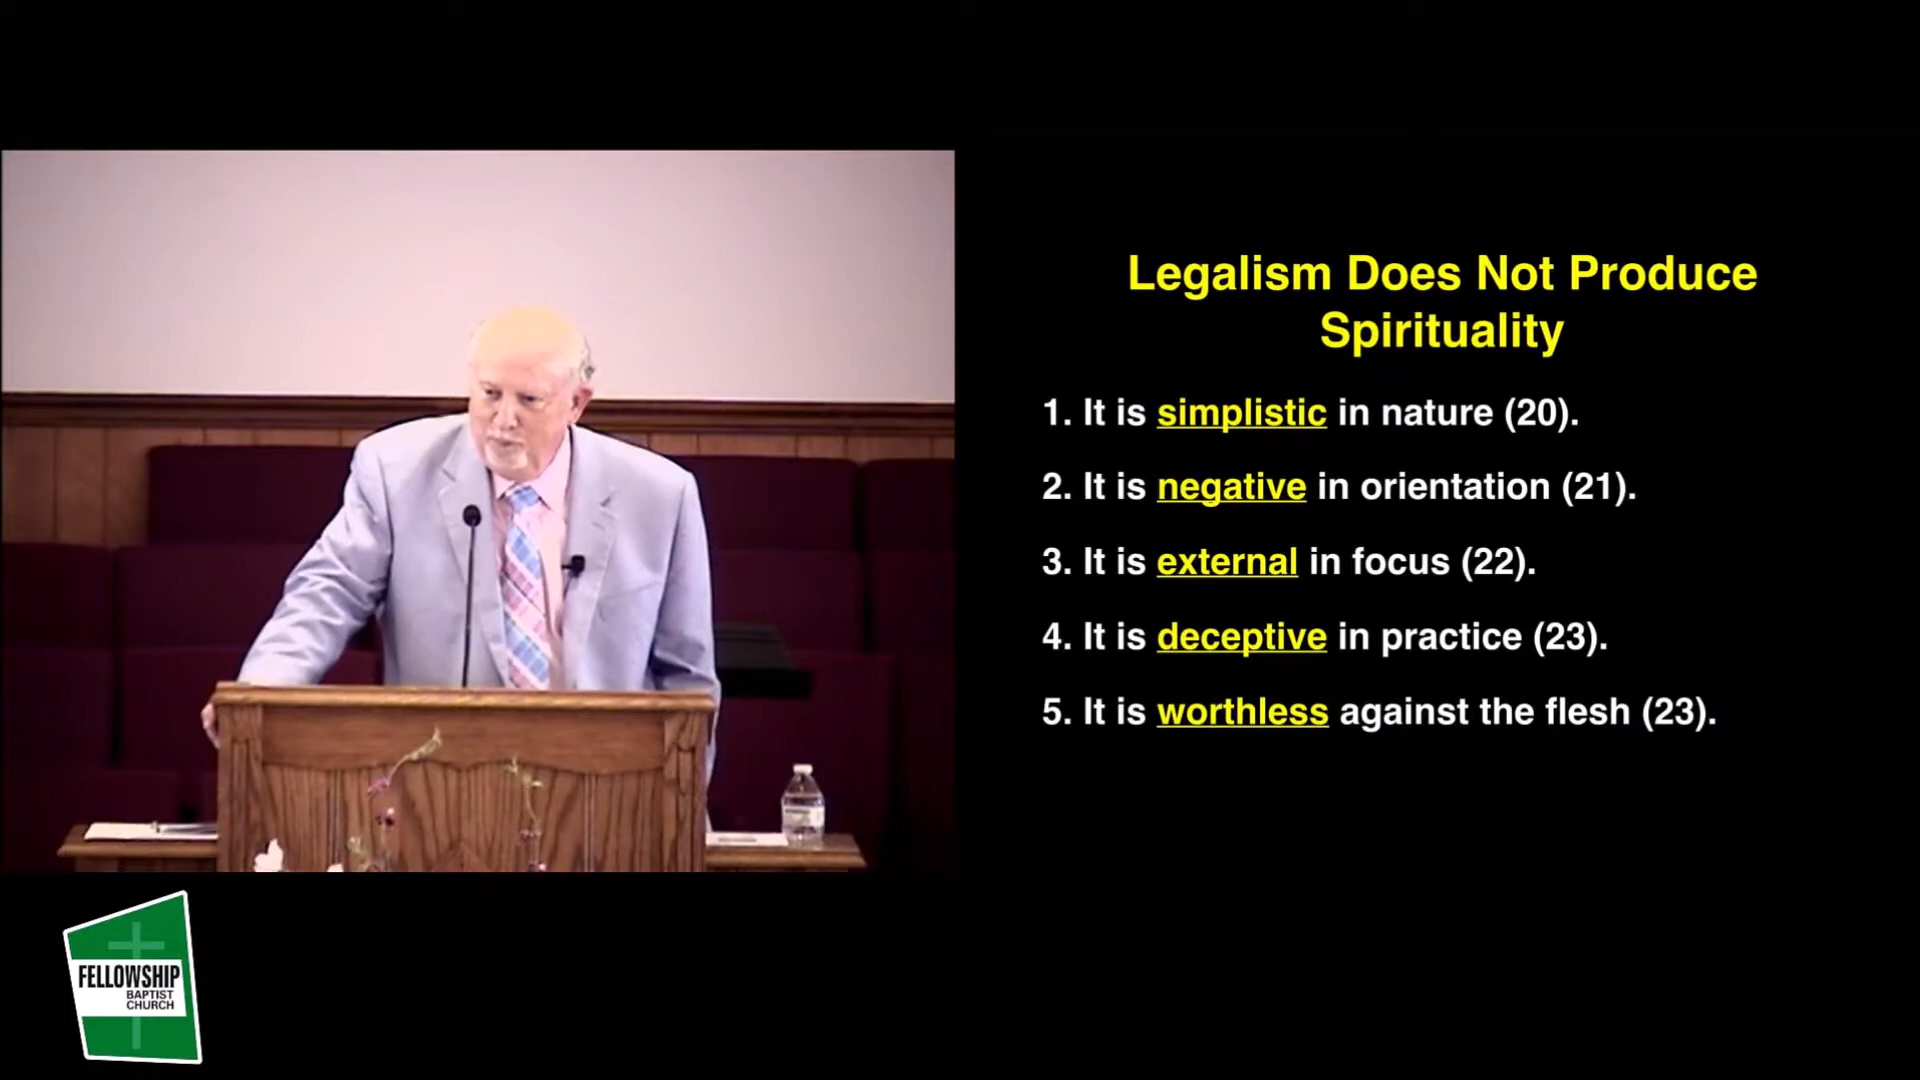 Legalism Does Not Produce
Spirituality
1. It is simplistic in nature (20).
2. It is negative in orientation (21).
3. It is external in focus (22).
4. It is deceptive in practice (23).
5. It is worthless against the flesh (23).
FELLOWSHIP
BAPTIST
CHURCH